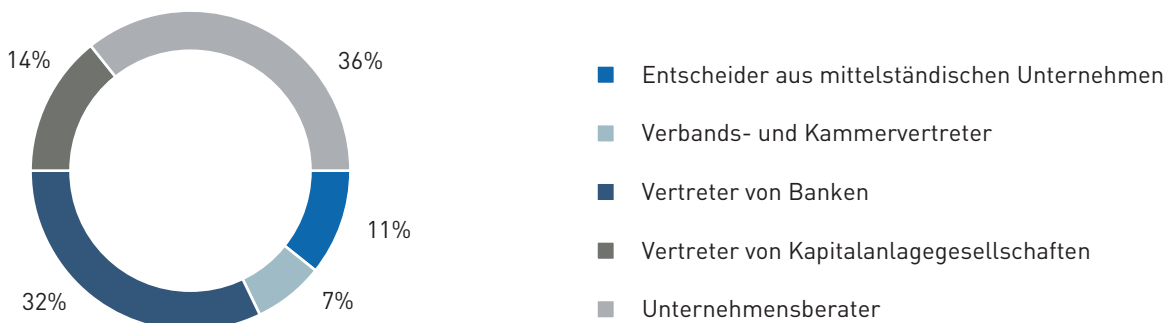 14%
36%
11%
7%
32%
Entscheider aus mittelständischen Unternehmen
Verbands- und Kammervertreter
Vertreter von Banken
Vertreter von Kapitalanlagegesellschaften
Unternehmensberater